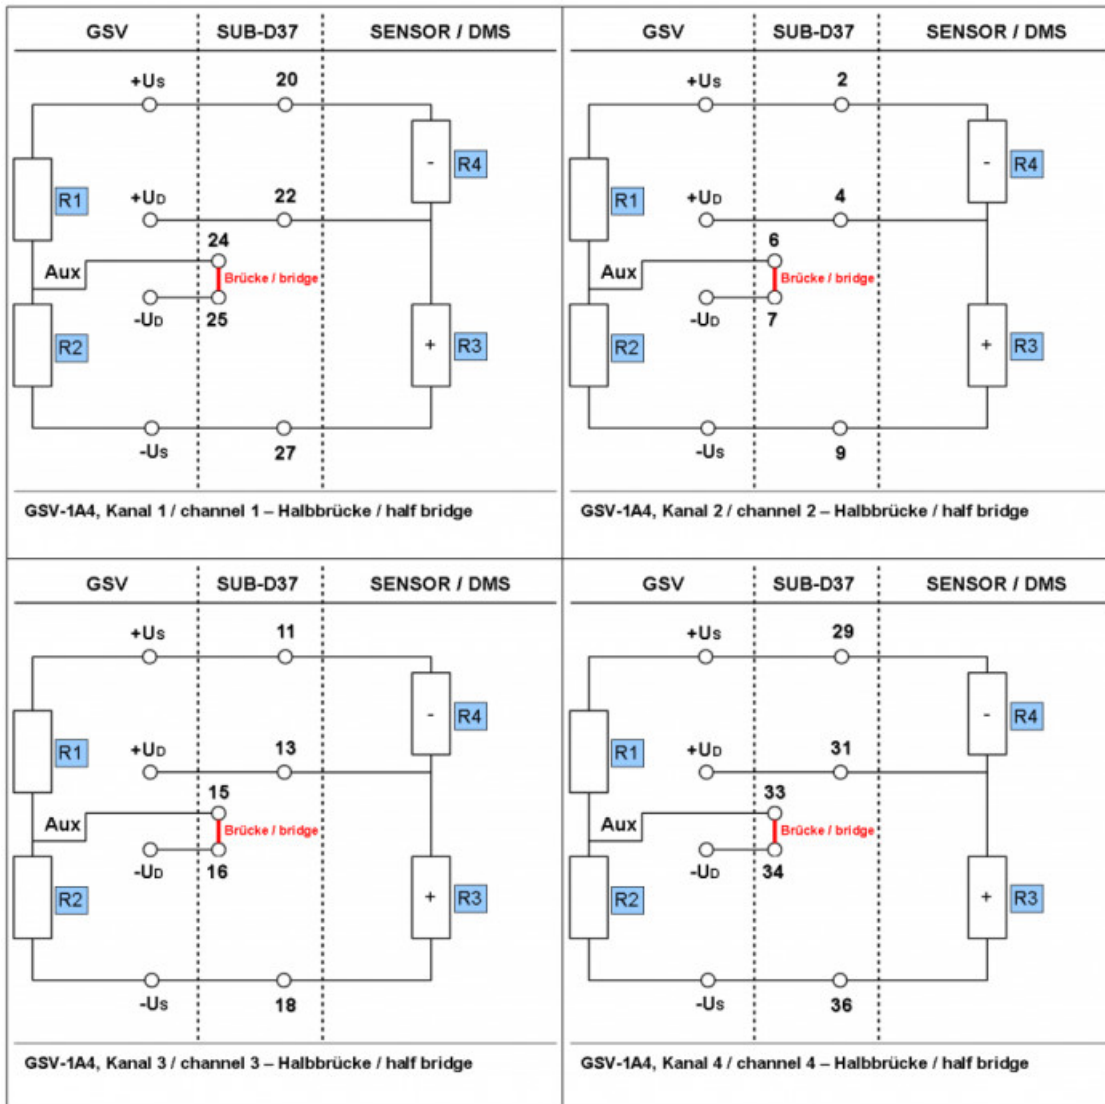 GSV SUB-D37 SENSOR / DMS
+Us 20
R4
R1
+UD 22
24
Aux
Brücke / bridge
-UD 25
R2
+ R3
-Us 27
GSV-1A4, Kanal 1 / channel 1 – Halbbrücke / half bridge
GSV SUB-D37 SENSOR / DMS
+Us 2
- R4
R1
+UD 4
6
Aux
Brücke / bridge
-UD 7
R2
+ R3
-Us 9
GSV-1A4, Kanal 2 / channel 2 – Halbbrücke / half bridge
GSV SUB-D37 SENSOR / DMS
+Us 11
- R4
R1
+UD 13
15
Aux
Brücke / bridge
-UD 16
R2
+ R3
-Us 18
GSV-1A4, Kanal 3 / channel 3 – Halbbrücke / half bridge
GSV SUB-D37 SENSOR / DMS
+Us 29
- R4
R1
+UD 31
33
Aux
Brücke / bridge
-UD 34
R2
+ R3
-Us 36
GSV-1A4, Kanal 4 / channel 4 – Halbbrücke / half bridge